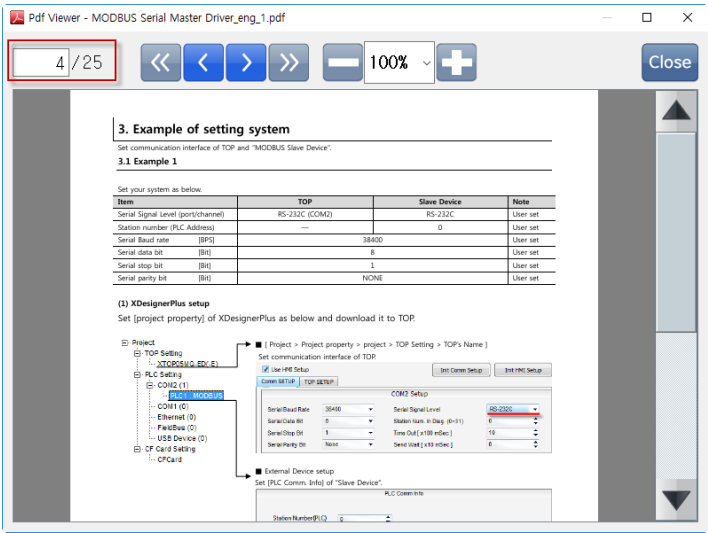 Pdf Viewer - MODBUS Serial Master Driver_eng_1.pdf
4 /25 100% Close
3. Example of setting system
Set communication interface of TOP and "MODBUS Slave Device".
3.1 Example 1
Set your system as below.
Item TOP Slave Device Note
Serial Signal Level (port/channel) RS-232C (COM2) RS-232C User set
Station number (PLC Address) — 0 User set
Serial Baud rate [BPS] 38400 User set
Serial data bit [Bit] 8 User set
Serial stop bit [Bit] 1 User set
Serial parity bit [Bit] NONE User set
(1) XDesignerPlus setup
Set [project property] of XDesignerPlus as below and download it to TOP.
Project
TOP Setting
XTOP05MQ-ED(-E)
PLC Setting
COM2 (1)
PLC1 : MODBUS
COM1 (0)
Ethernet (0)
FieldBus (0)
USB Device (0)
CF Card Setting
CFCard
■ [ Project > Project property > project > TOP Setting > TOP's Name ]
Set communication interface of TOP.
Use HMI Setup Init Comm Setup Init HMI Setup
Comm SETUP TOP SETUP
COM2 Setup
Serial Baud Rate 38400 Serial Signal Level RS-232C
Serial Data Bit 8 Station Num. In Diag. (0~31) 0
Serial Stop Bit 1 Time Out [ x100 mSec ] 10
Serial Parity Bit None Send Wait [ x10 mSec ] 0
■ External Device setup
Set [PLC Comm. Info] of "Slave Device".
PLC Comm Info
Station Number(PLC) 0